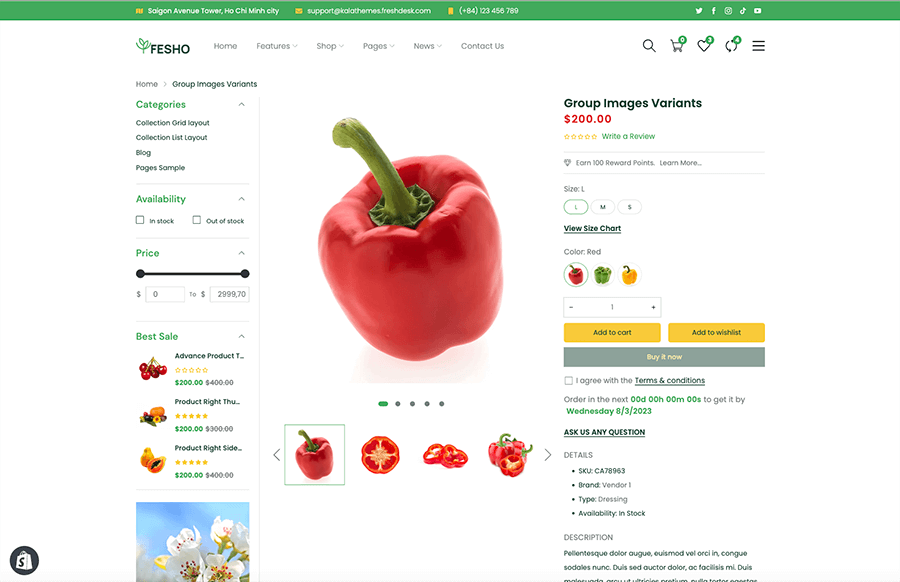 Saigon Avenue Tower, Ho Chi Minh city
support@kalathemes.freshdesk.com
(+84) 123 456 789
FESHO
Home
Features
Shop
Pages
News
Contact Us
0
3
4
Home > Group Images Variants
Categories
Collection Grid layout
Collection List Layout
Blog
Pages Sample
Availability
In stock
Out of stock
Price
$ 0 To $ 2999,70
Best Sale
Advance Product T...
$200.00 $400.00
Product Right Thu...
$200.00 $300.00
Product Right Side...
$200.00 $400.00
Group Images Variants
$200.00
Write a Review
Earn 100 Reward Points. Learn More...
Size: L
L
M
S
View Size Chart
Color: Red
- 1 +
Add to cart
Add to wishlist
Buy it now
I agree with the Terms & conditions
Order in the next 00d 00h 00m 00s to get it by
Wednesday 8/3/2023
ASK US ANY QUESTION
DETAILS
• SKU: CA78963
• Brand: Vendor 1
• Type: Dressing
• Availability: In Stock
DESCRIPTION
Pellentesque dolor augue, euismod vel orci in, congue
sodales nunc. Duis sed auctor dolor, ac facilisis mi. Duis
malesuada, arcu ut ultricies pretium, nulla tortor egestas